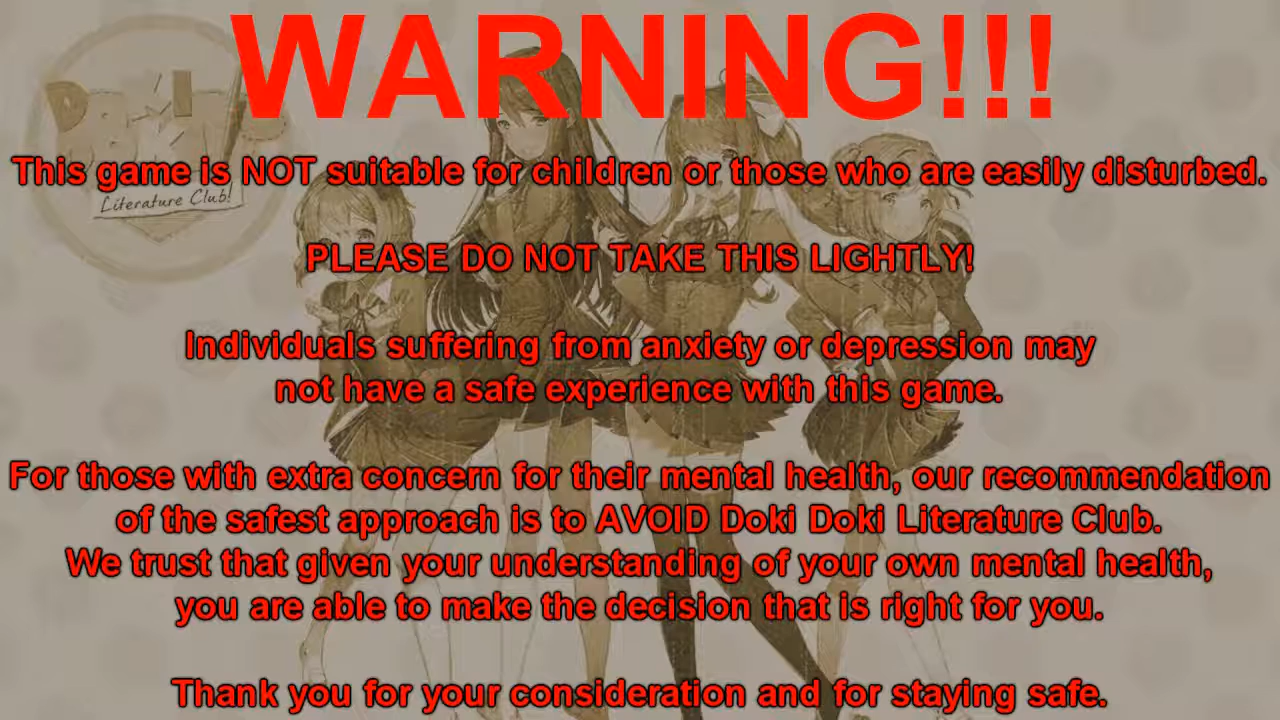 WARNING!!!
This game is NOT suitable for children or those who are easily disturbed.
PLEASE DO NOT TAKE THIS LIGHTLY!
Individuals suffering from anxiety or depression may
not have a safe experience with this game.
For those with extra concern for their mental health, our recommendation
of the safest approach is to AVOID Doki Doki Literature Club.
We trust that given your understanding of your own mental health,
you are able to make the decision that is right for you.
Thank you for your consideration and for staying safe.
Literature Club!